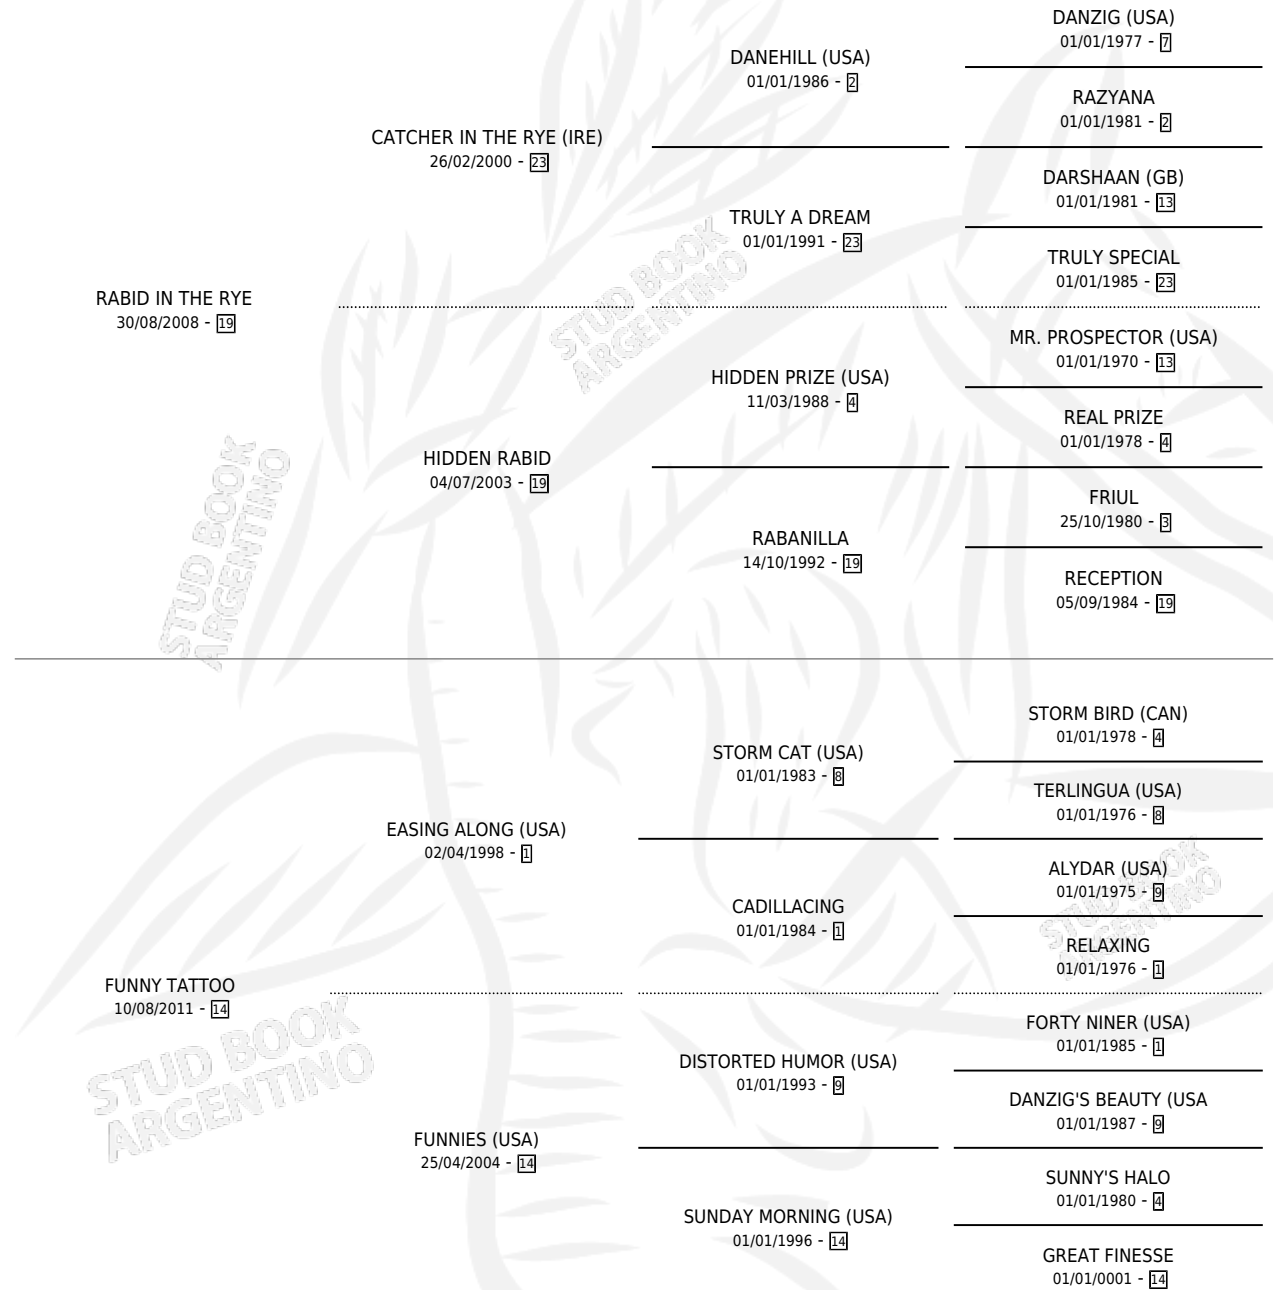 DANZIG (USA)
01/01/1977 - 7
DANEHILL (USA)
01/01/1986 - 2
RAZYANA
01/01/1981 - 2
CATCHER IN THE RYE (IRE)
26/02/2000 - 23
DARSHAAN (GB)
01/01/1981 - 13
TRULY A DREAM
01/01/1991 - 23
TRULY SPECIAL
01/01/1985 - 23
RABID IN THE RYE
30/08/2008 - 19
MR. PROSPECTOR (USA)
01/01/1970 - 13
HIDDEN PRIZE (USA)
11/03/1988 - 4
REAL PRIZE
01/01/1978 - 4
HIDDEN RABID
04/07/2003 - 19
FRIUL
25/10/1980 - 3
RABANILLA
14/10/1992 - 19
RECEPTION
05/09/1984 - 19
STUD BOOK
ARGENTINO
STUD BOOK
ARGENTINO
STORM BIRD (CAN)
01/01/1978 - 4
STORM CAT (USA)
01/01/1983 - 8
TERLINGUA (USA)
01/01/1976 - 8
EASING ALONG (USA)
02/04/1998 - 1
ALYDAR (USA)
01/01/1975 - 9
CADILLACING
01/01/1984 - 1
RELAXING
01/01/1976 - 1
FUNNY TATTOO
10/08/2011 - 14
FORTY NINER (USA)
01/01/1985 - 1
DISTORTED HUMOR (USA)
01/01/1993 - 9
DANZIG'S BEAUTY (USA
01/01/1987 - 9
FUNNIES (USA)
25/04/2004 - 14
SUNNY'S HALO
01/01/1980 - 4
SUNDAY MORNING (USA)
01/01/1996 - 14
GREAT FINESSE
01/01/0001 - 14
STUD BOOK
ARGENTINO
STUD BOOK
ARGENTINO